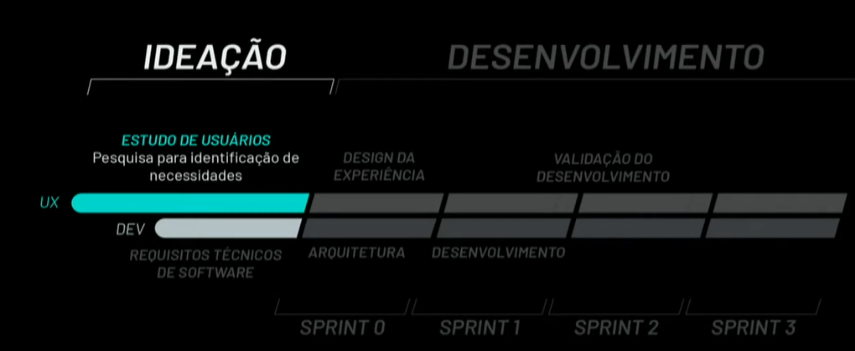 IDEAÇÃO
DESENVOLVIMENTO
ESTUDO DE USUÁRIOS
Pesquisa para identificação de
necessidades
DESIGN DA
EXPERIÊNCIA
VALIDAÇÃO DO
DESENVOLVIMENTO
UX
DEV
REQUISITOS TÉCNICOS
DE SOFTWARE
ARQUITETURA
DESENVOLVIMENTO
SPRINT 0
SPRINT 1
SPRINT 2
SPRINT 3